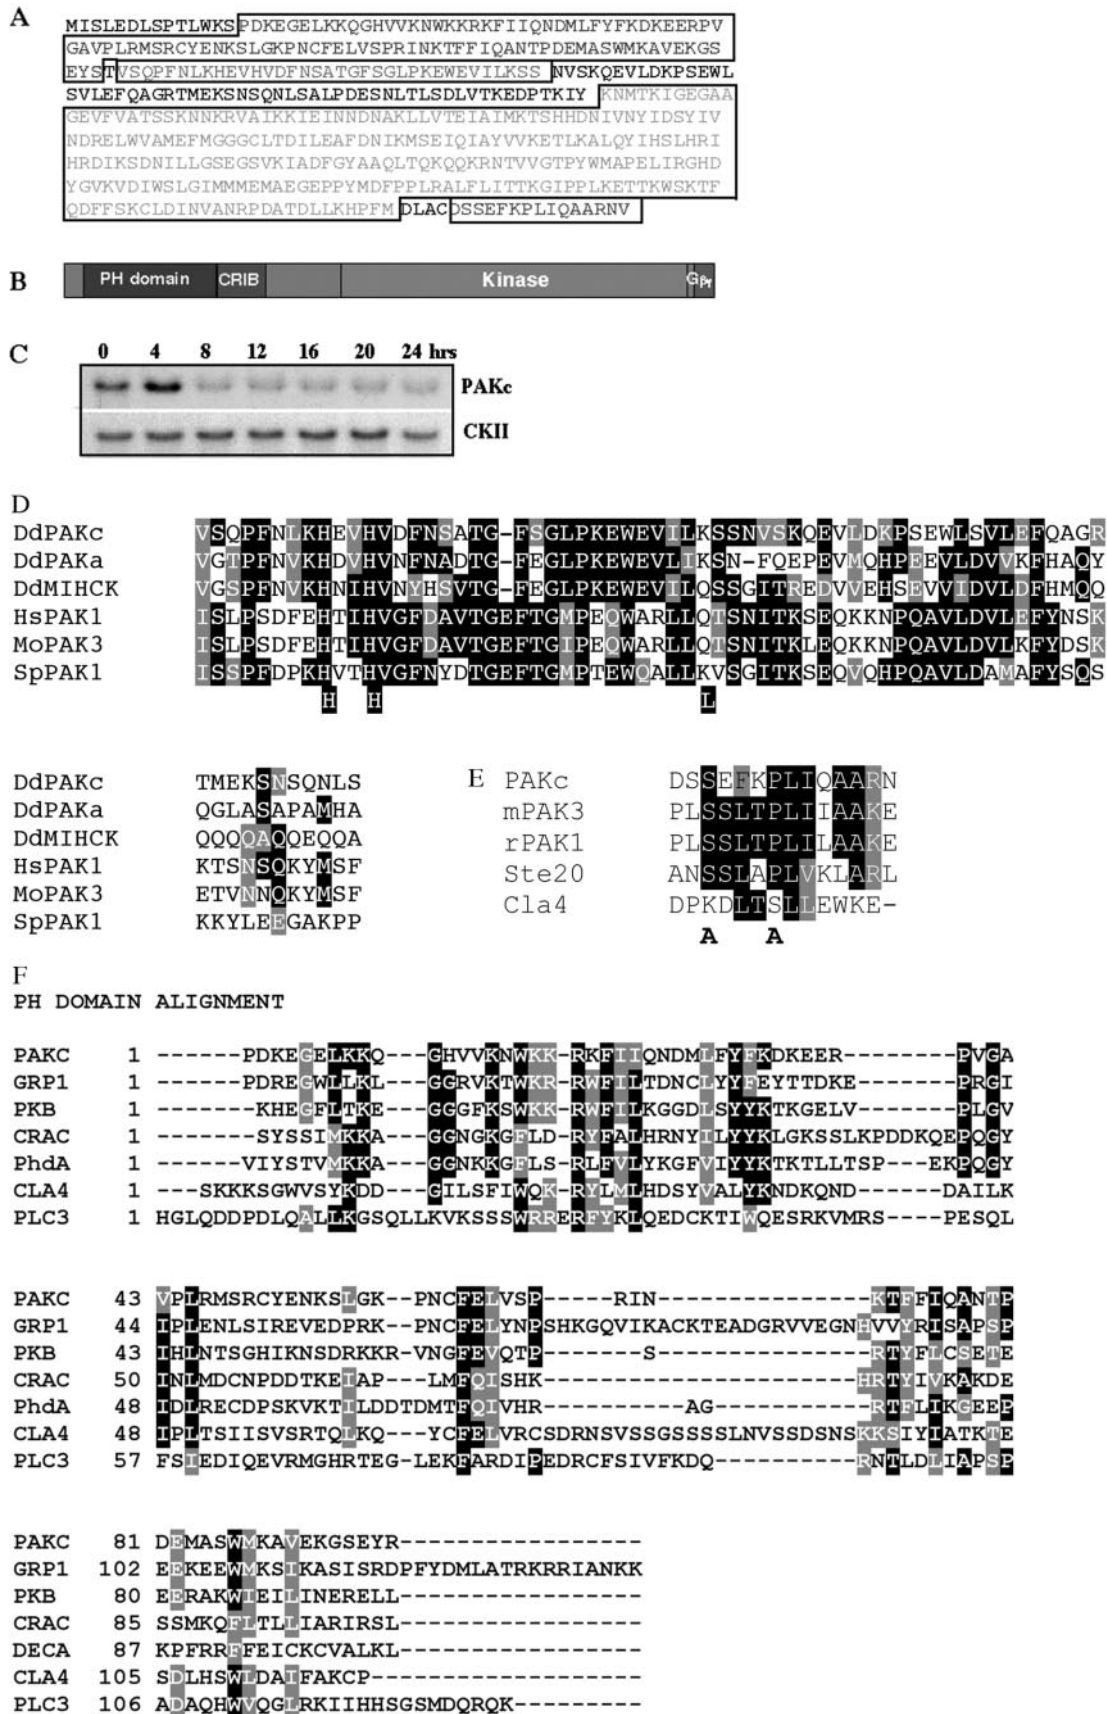 A
MISLEDLSPTLWKSPDKEGELKKQGHVVKNWKKRKFIIQNDMLFYFKDKEERPV
GAVPLRMSRCYENKSLGKPNCFELVSPRINKTFFIQANTPDEMASWMKAVEKGS
EYSTVSQPFNLKHEVHVDFNSATGFSGLPKEWEVILKSSNVSKQEVLDKPSEWL
SVLEFQAGRTMEKSNSQNLSALPDESNLTLSDLVTKEDPTKIY KNMTKIGEGAA
GEVFVATSSKNNKRVAIKKIEINNDNAKLLVTEIAIMKTSHHDNIVNYIDSYIV
NDRELWVAMEFMGGGCLTDILEAFDNIKMSEIQIAYVVKETLKALQYIHSLHRI
HRDIKSDNILLGSEGSVKIADFGYAAQLTQKQQKRNTVVGTPYWMAPELIRGHD
YGVKVDIWSLGIMMMEMAEGEPPYMDFPPLRALFLITTKGIPPLKETTKWSKTF
QDFFSKCLDINVANRPDATDLLKHPFMDLACDSSEFKPLIQAARNV
B
PH domain CRIB Kinase Gβγ
C
0 4 8 12 16 20 24 hrs
PAKc
CKII
D
DdPAKc VSQPFNLKHEVHVDFNSATG-FSGLPKEWEVILKSSNVSKQEVLDKPSEWLSVLEFQAGR
DdPAKa VGTPFNVKHDVHVNFNADTG-FEGLPKEWEVLIKSN-FQEPEVMQHPEEVLDVVKFHAQY
DdMIHCK VGSPFNVKHNIHVNYHSVTG-FEGLPKEWEVILQSSGITREDVVEHSEVVIDVLDFHMQQ
HsPAK1 ISLPSDFEHTIHVGFDAVTGEFTGMPEQWARLLQTSNITKSEQKKNPQAVLDVLEFYNSK
MoPAK3 ISLPSDFEHTIHVGFDAVTGEFTGIPEQWARLLQTSNITKLEQKKNPQAVLDVLKFYDSK
SpPAK1 ISSPFDPKHVTHVGFNYDTGEFTGMPTEWQALLKVSGITKSEQVQHPQAVLDAMAFYSQS
H H L
DdPAKc TMEKSNSQNLS
DdPAKa QGLASAPAMHA
DdMIHCK QQQQAQQEQQA
HsPAK1 KTSNSQKYMSF
MoPAK3 ETVNNQKYMSF
SpPAK1 KKYLEEGAKPP
E
PAKc DSSEFKPLIQAARN
mPAK3 PLSSLTPLIIAAKE
rPAK1 PLSSLTPLILAAKE
Ste20 ANSSLAPLVKLARL
Cla4 DPKDLTSLLEWKE-
A A
F
PH DOMAIN ALIGNMENT
PAKC 1 ------PDKEGELKKQ---GHVVKNWKK-RKFIIQNDMLFYFKDKEER--------PVGA
GRP1 1 ------PDREGWLLKL---GGRVKTWKR-RWFILTDNCLYYFEYTTDKE-------PRGI
PKB 1 -------KHEGFLTKE---GGGFKSWKK-RWFILKGGDLSYYKTKGELV-------PLGV
CRAC 1 -------SYSSIMKKA---GGNGKGFLD-RYFALHRNYILYYKLGKSSLKPDDKQEPQGY
PhdA 1 ------VIYSTVMKKA---GGNKKGFLS-RLFVLYKGFVIYYKTKTLLTSP---EKPQGY
CLA4 1 ---SKKKSGWVSYKDD---GILSFIWQK-RYLMLHDSYVALYKNDKQND------DAILK
PLC3 1 HGLQDDPDLQALLKGSQLLKVKSSSWRRERFYKLQEDCKTIWQESRKVMRS-----PESQL
PAKC 43 VPLRMSRCYENKSLGK--PNCFELVSP-----RIN---------------KTFFIQANTP
GRP1 44 IPLENLSIREVEDPRK--PNCFELYNPSHKGQVIKACKTEADGRVVEGNHVVYRISAPSP
PKB 43 IHLNTSGHIKNSDRKKR-VNGFEVQTP-------S---------------RTYFLCSETE
CRAC 50 INLMDCNPDDTKEIAP--LMFQISHK----------------------HRTYIVKAKDE
PhdA 48 IDLRECDPSKVKTILDDTDMTFQIVHR----------AG-----------RTFLIKGEEP
CLA4 48 IPLTSIISVSRTQLKQ---YCFELVRCSDRNSVSSGSSSSLNVSSDSNSKKSIYIATKTE
PLC3 57 FSIEDIQEVRMGHRTEG-LEKFARDIPEDRCFSIVFKDQ----------RNTLDLIAPSP
PAKC 81 DEMASWMKAVEKGSEYR-----------------
GRP1 102 EEKEEWMKSIKASISRDPFYDMLATRKRRIANKK
PKB 80 EERAKWIEILINERELL-----------------
CRAC 85 SSMKQFLTLLIARIRSL-----------------
DECA 87 KPFRRFFEICKCVALKL-----------------
CLA4 105 SDLHSWLDAIFAKCP-------------------
PLC3 106 ADAQHWVQGLRKIIHHSGSMDQRQK---------